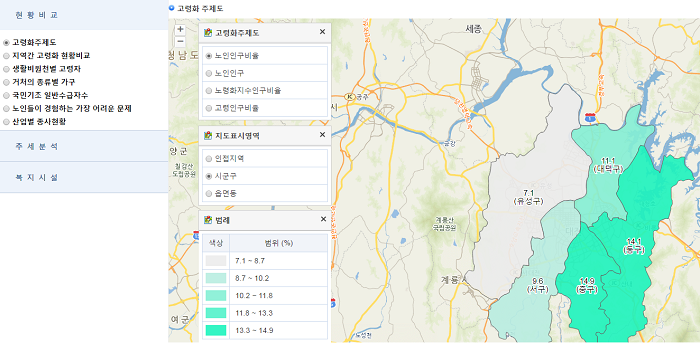 현 황 비 교
고령화주제도
지역간 고령화 현황비교
생활비원천별 고령자
거처의 종류별 가구
국민기초 일반수급자수
노인들이 경험하는 가장 어려운 문제
산업별 종사현황
추 세 분 석
복 지 시 설
고령화 주제도
고령화주제도
노인인구비율
노인인구
노령화지수인구비율
고령인구비율
지도표시영역
인접지역
시군구
읍면동
범례
색상 범위 (%)
7.1 ~ 8.7
8.7 ~ 10.2
10.2 ~ 11.8
11.8 ~ 13.3
13.3 ~ 14.9
청 남 도
양 군
칠갑산
도립공원
여 군
시
세종
공주
금강
계룡산
국립공원
계룡시
도성천
11.1
(대덕구)
7.1
(유성구)
14.1
(동구)
9.6
(서구)
14.9
(중구)